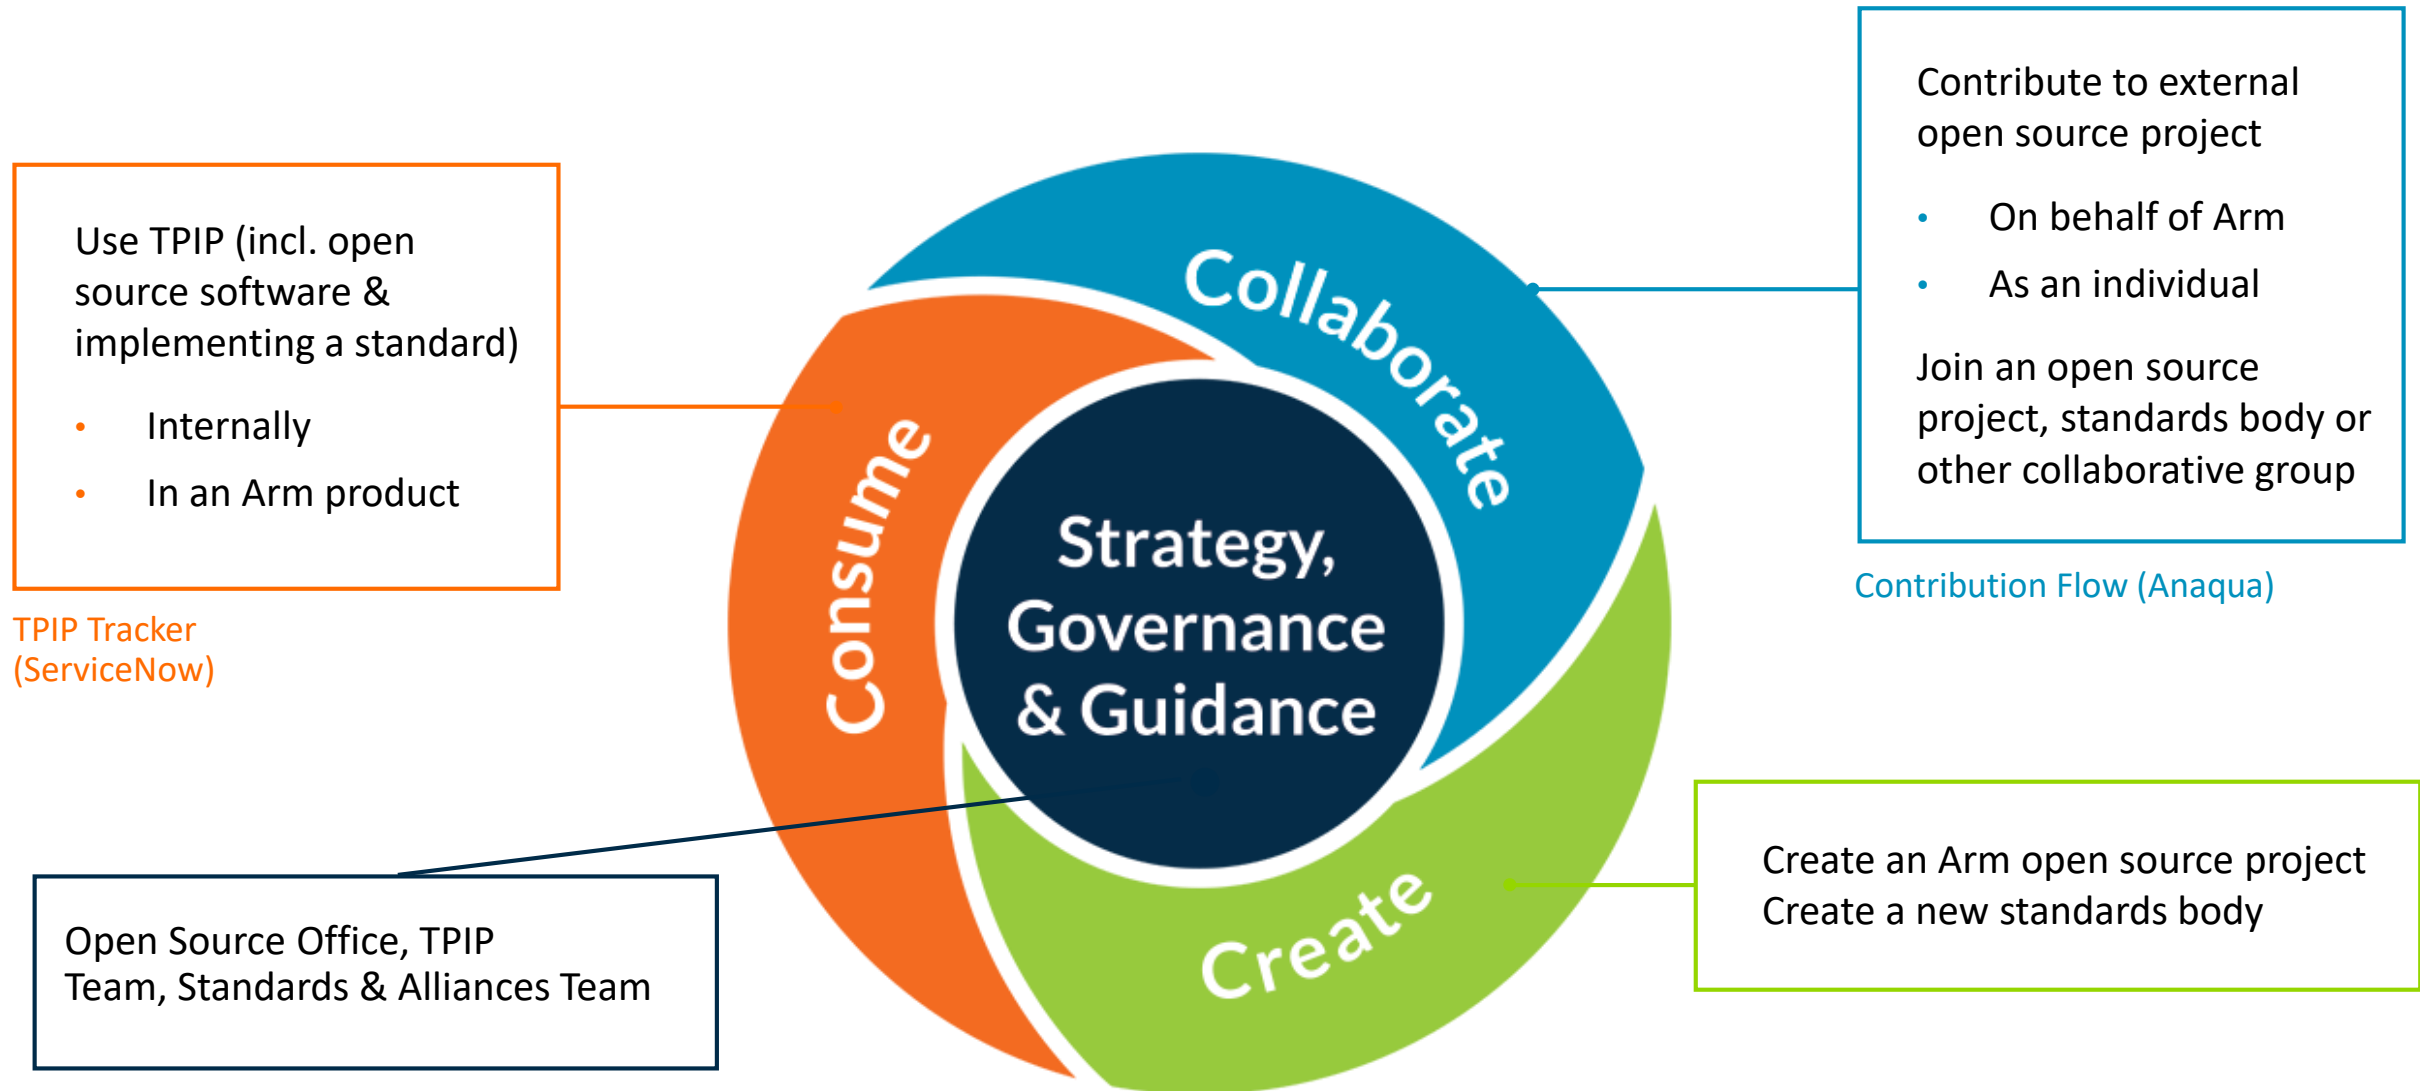 Use TPIP (incl. open
source software &
implementing a standard)
• Internally
• In an Arm product
TPIP Tracker
(ServiceNow)
Open Source Office, TPIP
Team, Standards & Alliances Team
Consume
Collaborate
Create
Strategy,
Governance
& Guidance
Contribute to external
open source project
• On behalf of Arm
• As an individual
Join an open source
project, standards body or
other collaborative group
Contribution Flow (Anaqua)
Create an Arm open source project
Create a new standards body